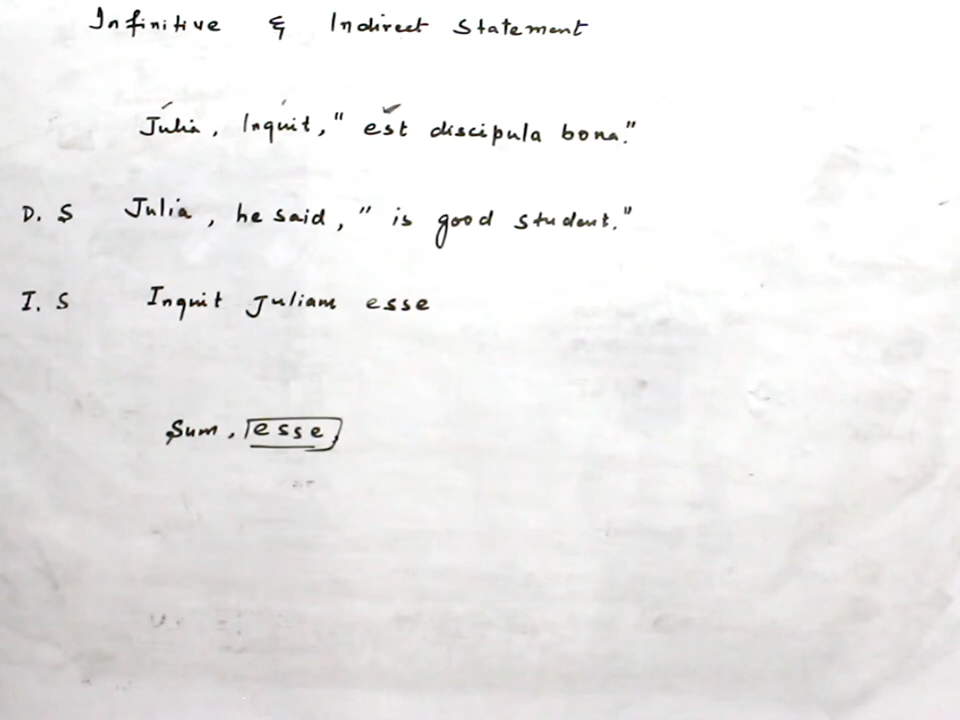 Infinitive & Indirect Statement
Julia, Inquit," est discipula bona."
D. S Julia, he said, " is good student."
I. S Inquit Juliam esse
Sum, esse,